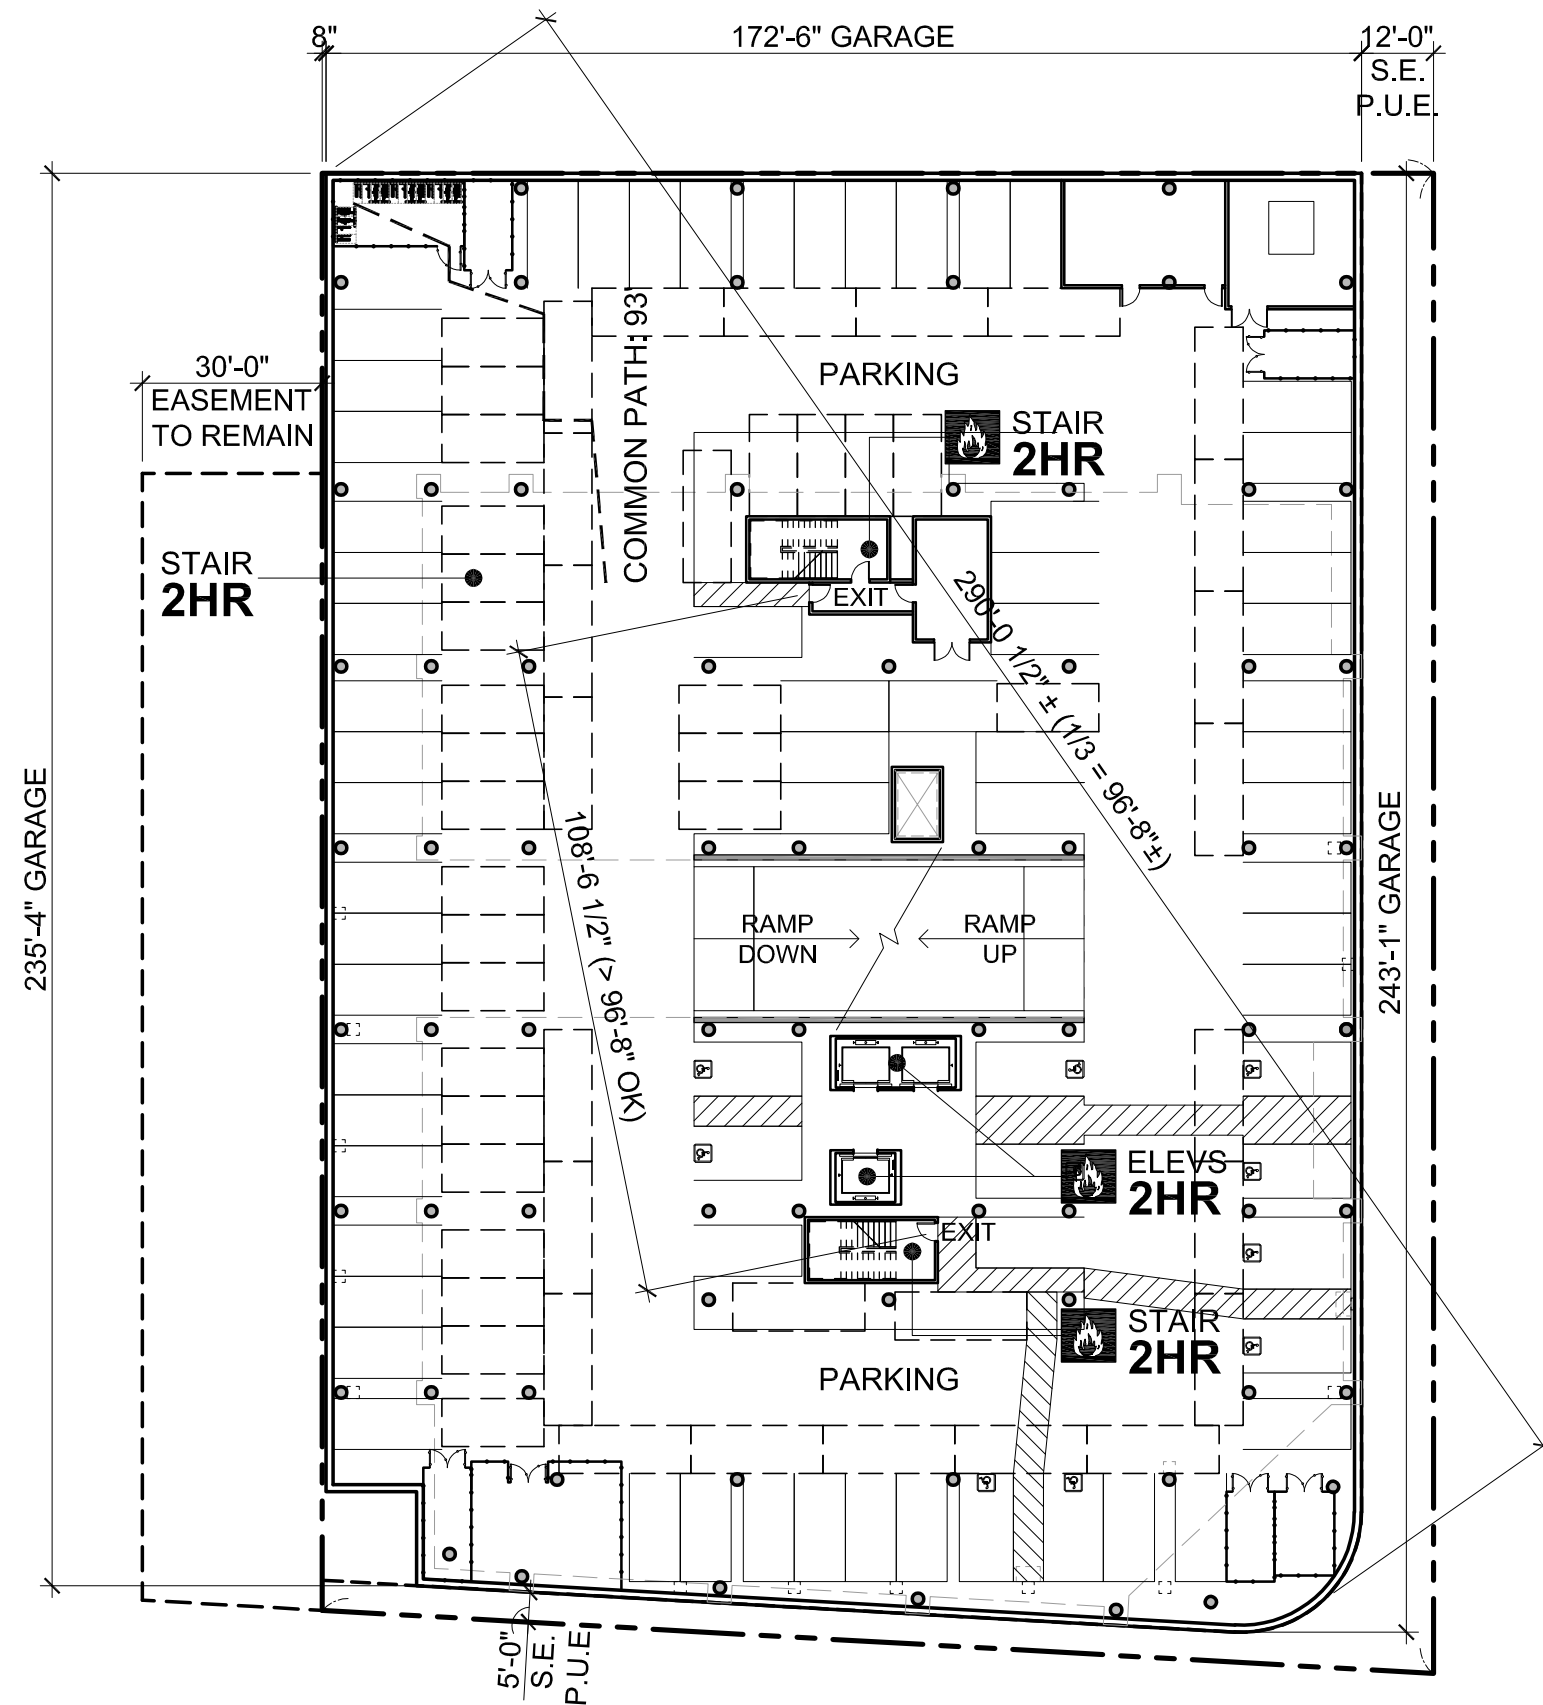 8"
172'-6" GARAGE
12'-0"
S.E.
P.U.E.
30'-0"
EASEMENT
TO REMAIN
COMMON PATH: 93'
PARKING
STAIR
2HR
STAIR
2HR
EXIT
290'-0 1/2" ± (1/3 = 96'-8"±)
235'-4" GARAGE
108'-6 1/2" (> 96'-8" OK)
RAMP
DOWN
RAMP
UP
243'-1" GARAGE
ELEVS
2HR
EXIT
STAIR
2HR
PARKING
5'-0"
S.E.
P.U.E